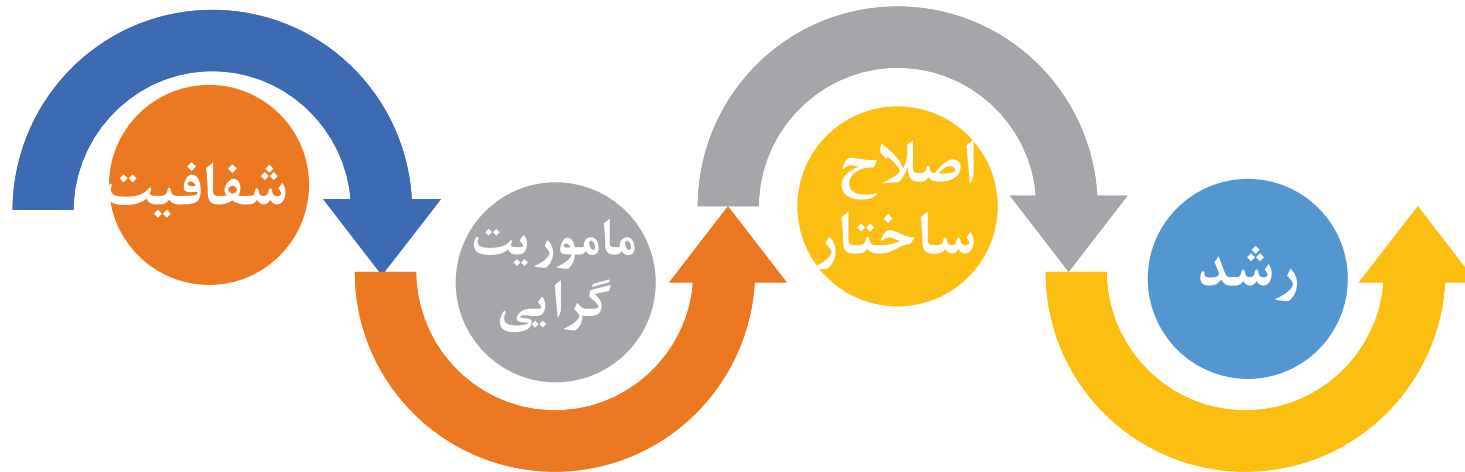 شفافیت
ماموریت
گرایی
اصلاح
ساختار
رشد